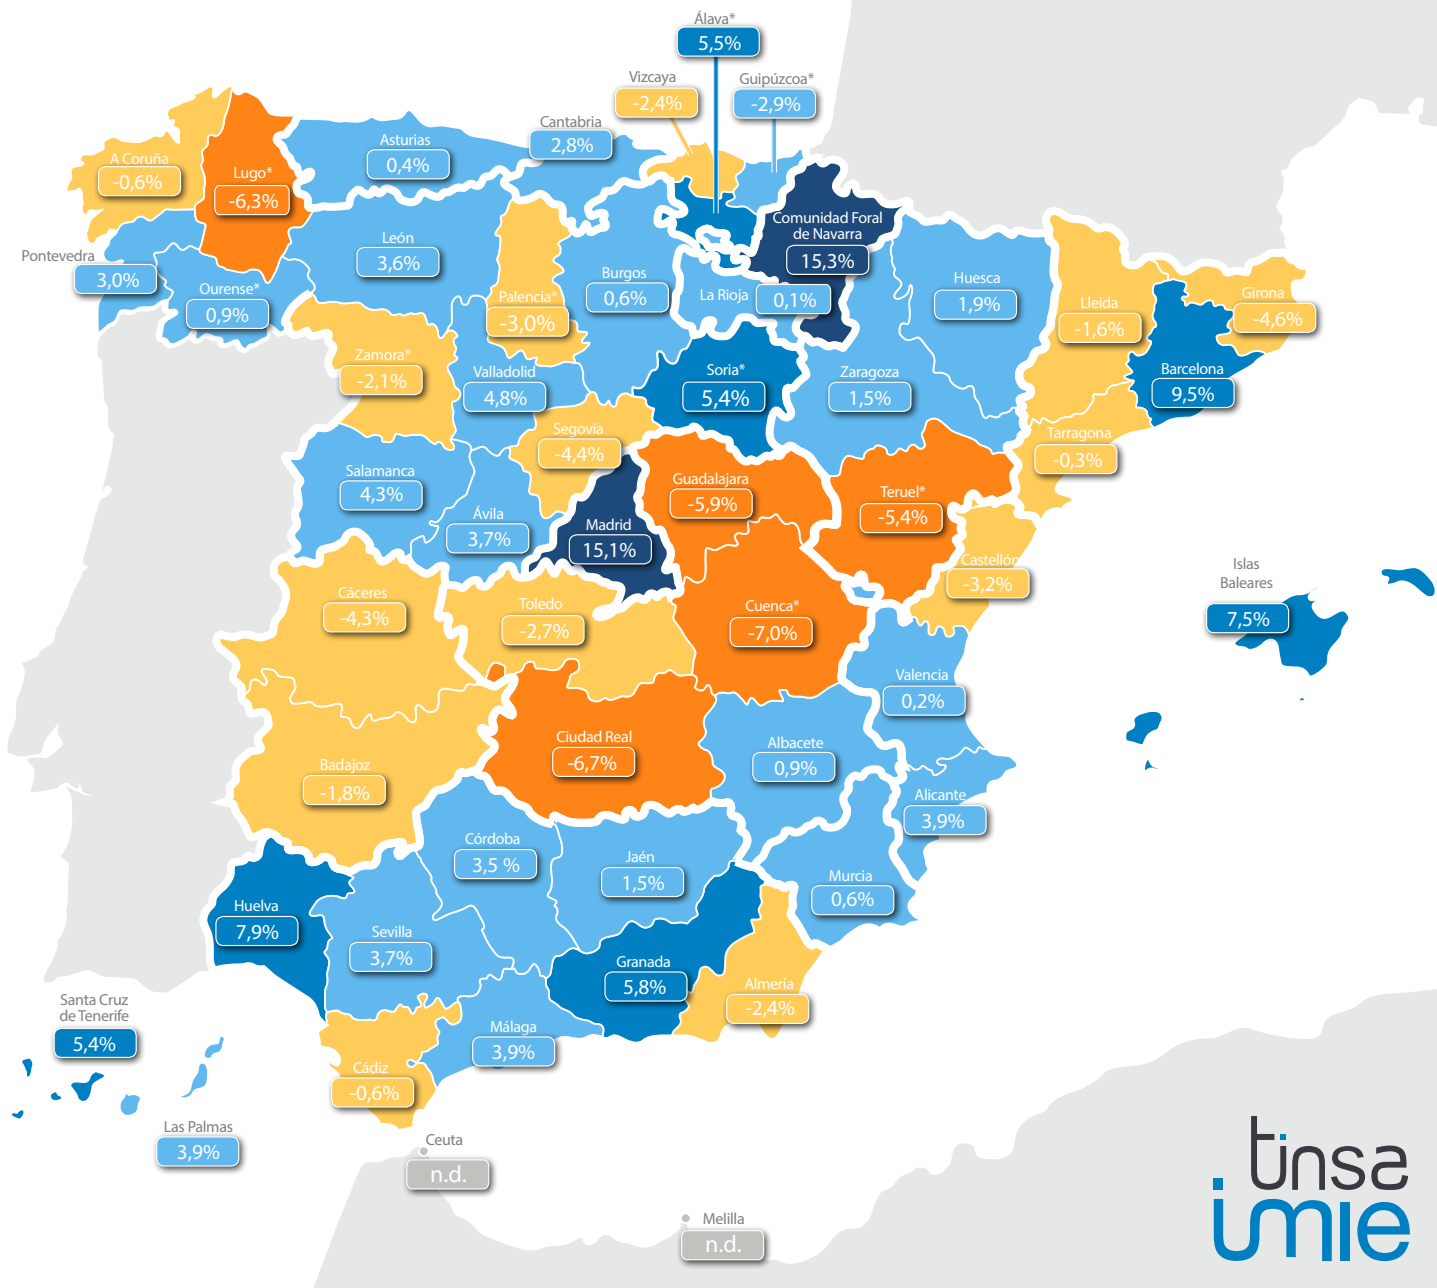 Álava*
5,5%
Vizcaya
-2,4%
Guipúzcoa*
-2,9%
Cantabria
2,8%
Asturias
0,4%
A Coruña
-0,6%
Lugo*
-6,3%
Comunidad Foral
de Navarra
15,3%
León
3,6%
Pontevedra
3,0%
Ourense*
0,9%
Palencia*
-3,0%
Burgos
0,6%
La Rioja
0,1%
Huesca
1,9%
Lleida
-1,6%
Girona
-4,6%
Zamora*
-2,1%
Valladolid
4,8%
Soria*
5,4%
Zaragoza
1,5%
Barcelona
9,5%
Segovia
-4,4%
Tarragona
-0,3%
Salamanca
4,3%
Ávila
3,7%
Madrid
15,1%
Guadalajara
-5,9%
Teruel*
-5,4%
Castellón
-3,2%
Islas
Baleares
7,5%
Cáceres
-4,3%
Toledo
-2,7%
Cuenca*
-7,0%
Valencia
0,2%
Badajoz
-1,8%
Ciudad Real
-6,7%
Albacete
0,9%
Alicante
3,9%
Córdoba
3,5 %
Jaén
1,5%
Murcia
0,6%
Huelva
7,9%
Sevilla
3,7%
Granada
5,8%
Almería
-2,4%
Santa Cruz
de Tenerife
5,4%
Málaga
3,9%
Cádiz
-0,6%
Las Palmas
3,9%
Ceuta
n.d.
Melilla
n.d.
tinsa
imie